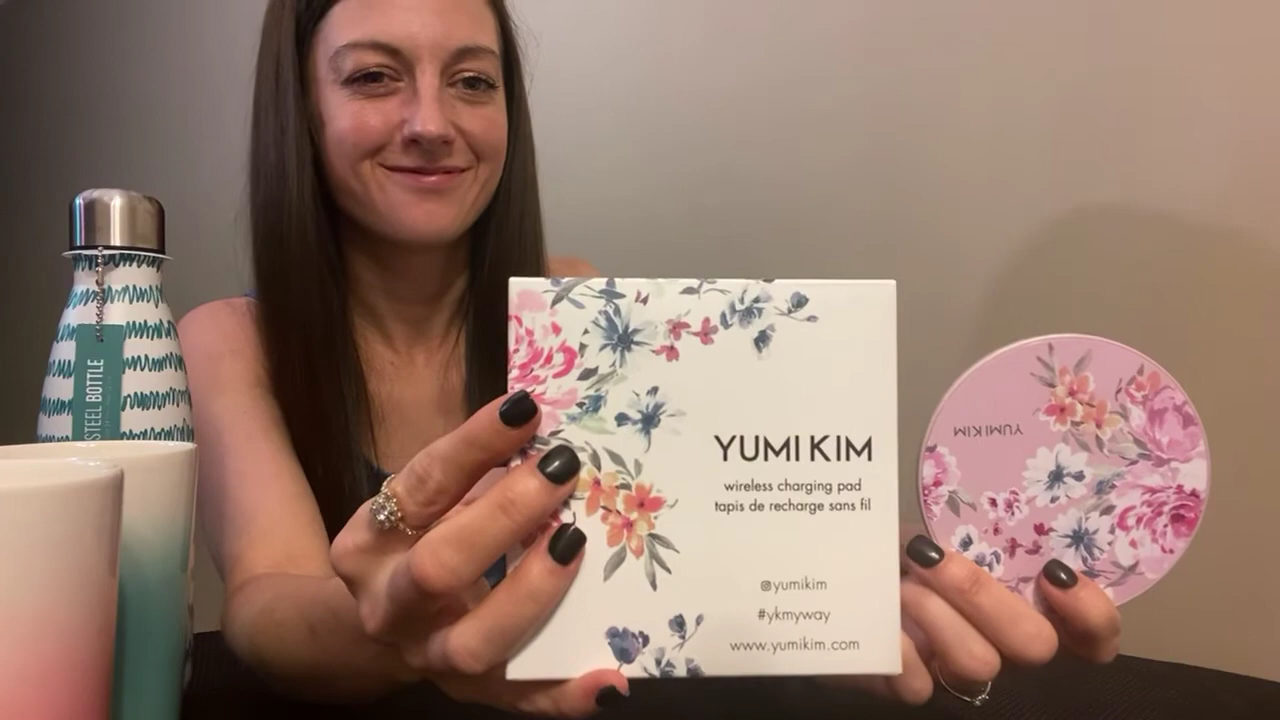 STEEL BOTTLE
YUMI KIM
wireless charging pad
tapis de recharge sans fil
@yumikim
#ykmyway
www.yumikim.com
YUMI KIM